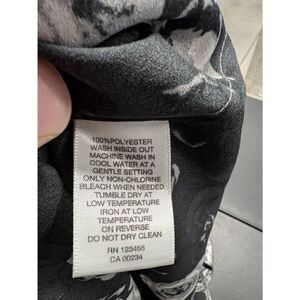 100%POLYESTER
WASH INSIDE OUT
MACHINE WASH IN
COOL WATER AT A
GENTLE SETTING
ONLY NON-CHLORINE
BLEACH WHEN NEEDED
TUMBLE DRY AT
LOW TEMPERATURE
IRON AT LOW
TEMPERATURE
ON REVERSE
DO NOT DRY CLEAN
RN 123455
CA 00234